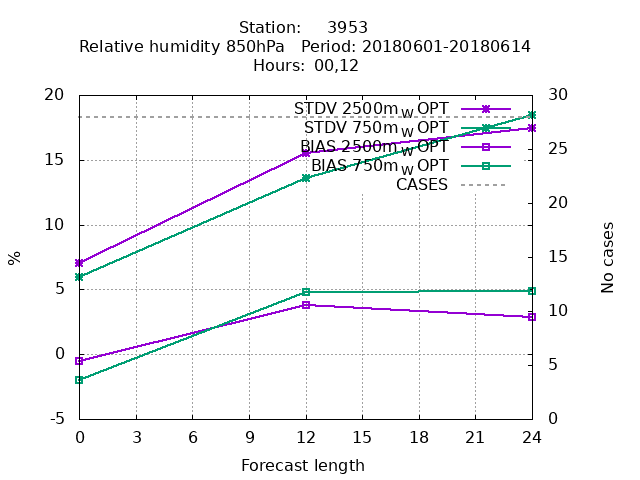 Station: 3953
Relative humidity 850hPa Period: 20180601-20180614
Hours: 00,12
20
30
STDV 2500m W OPT
STDV 750m W OPT
BIAS 2500m W OPT
BIAS 750m W OPT
CASES
15
10
5
0
-5
25
20
15
10
5
0
%
No cases
0 3 6 9 12 15 18 21 24
Forecast length